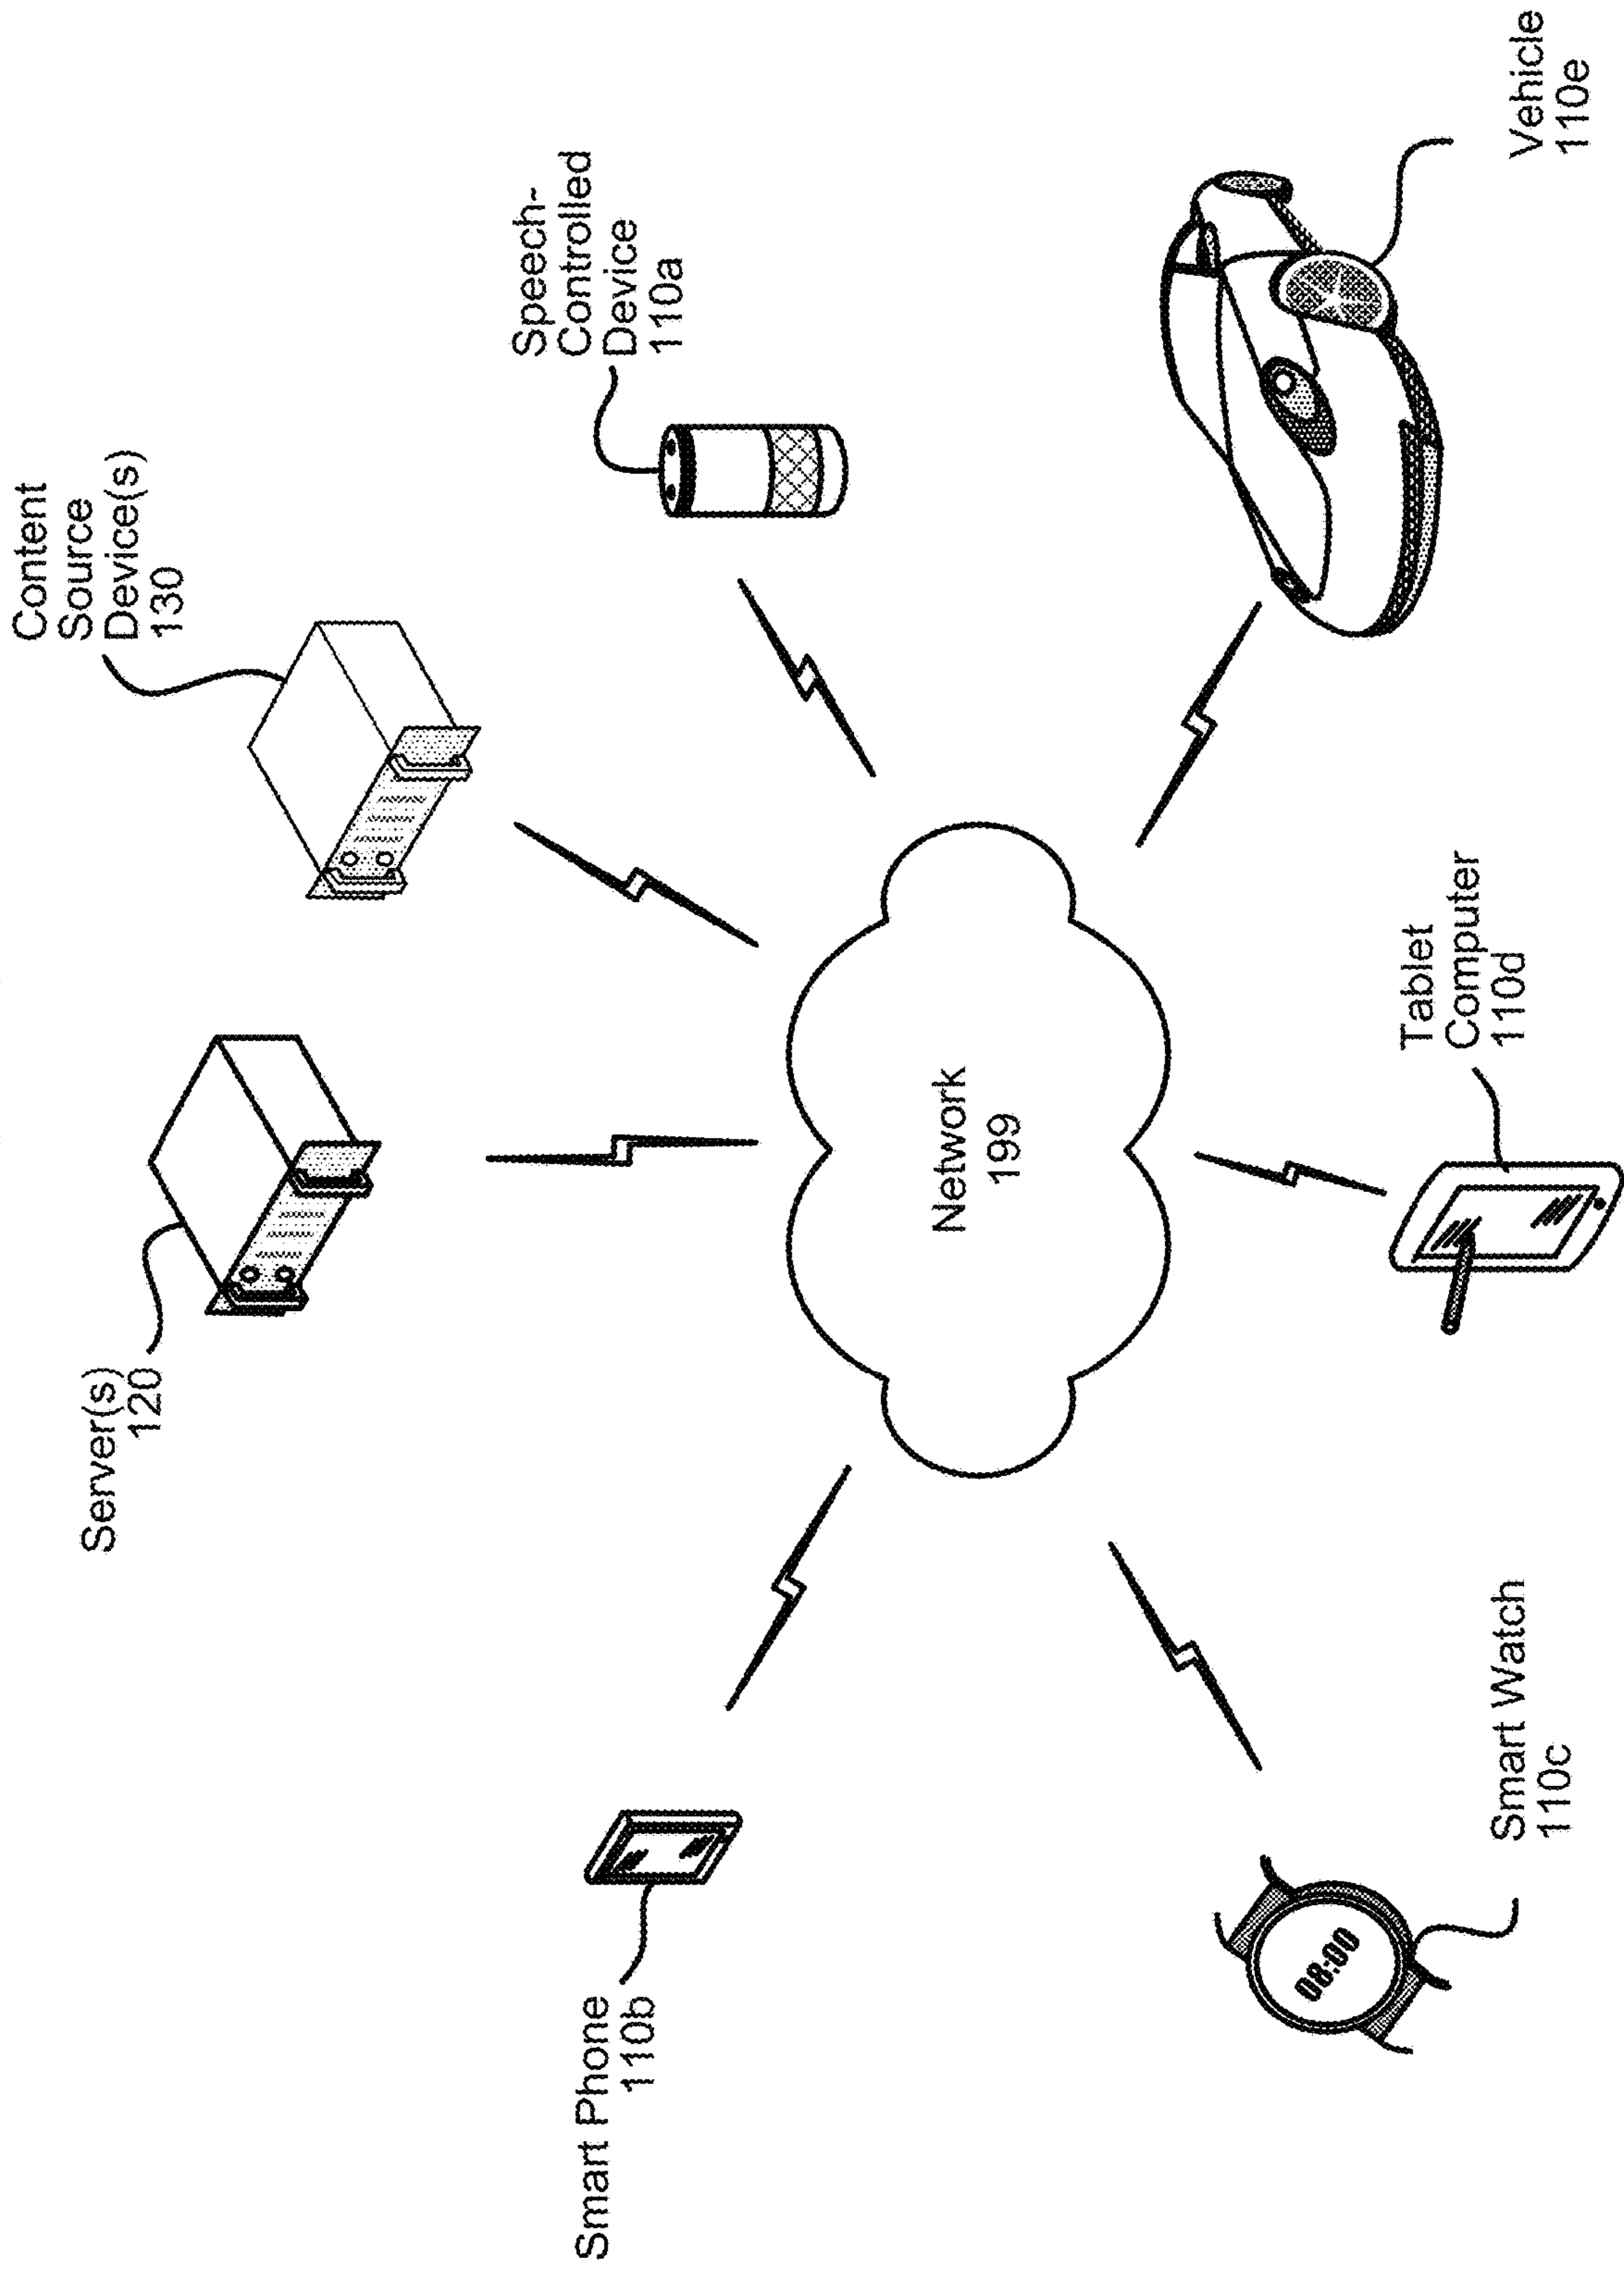 Server(s)
120
Content
Source
Device(s)
130
Smart Phone
110b
Speech-
Controlled
Device
110a
Network
199
Smart Watch
110c
08:00
Tablet
Computer
110d
Vehicle
110e